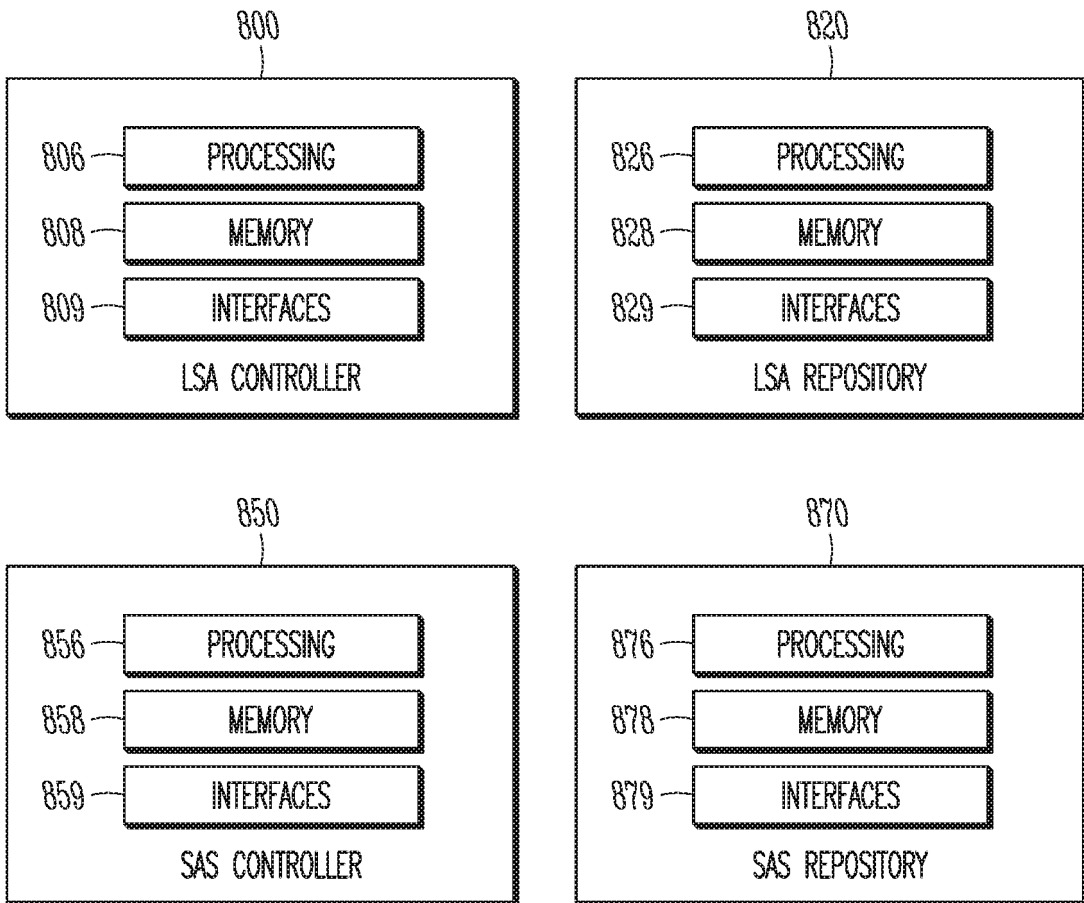 800
806 PROCESSING
808 MEMORY
809 INTERFACES
LSA CONTROLLER
820
826 PROCESSING
828 MEMORY
829 INTERFACES
LSA REPOSITORY
850
856 PROCESSING
858 MEMORY
859 INTERFACES
SAS CONTROLLER
870
876 PROCESSING
878 MEMORY
879 INTERFACES
SAS REPOSITORY